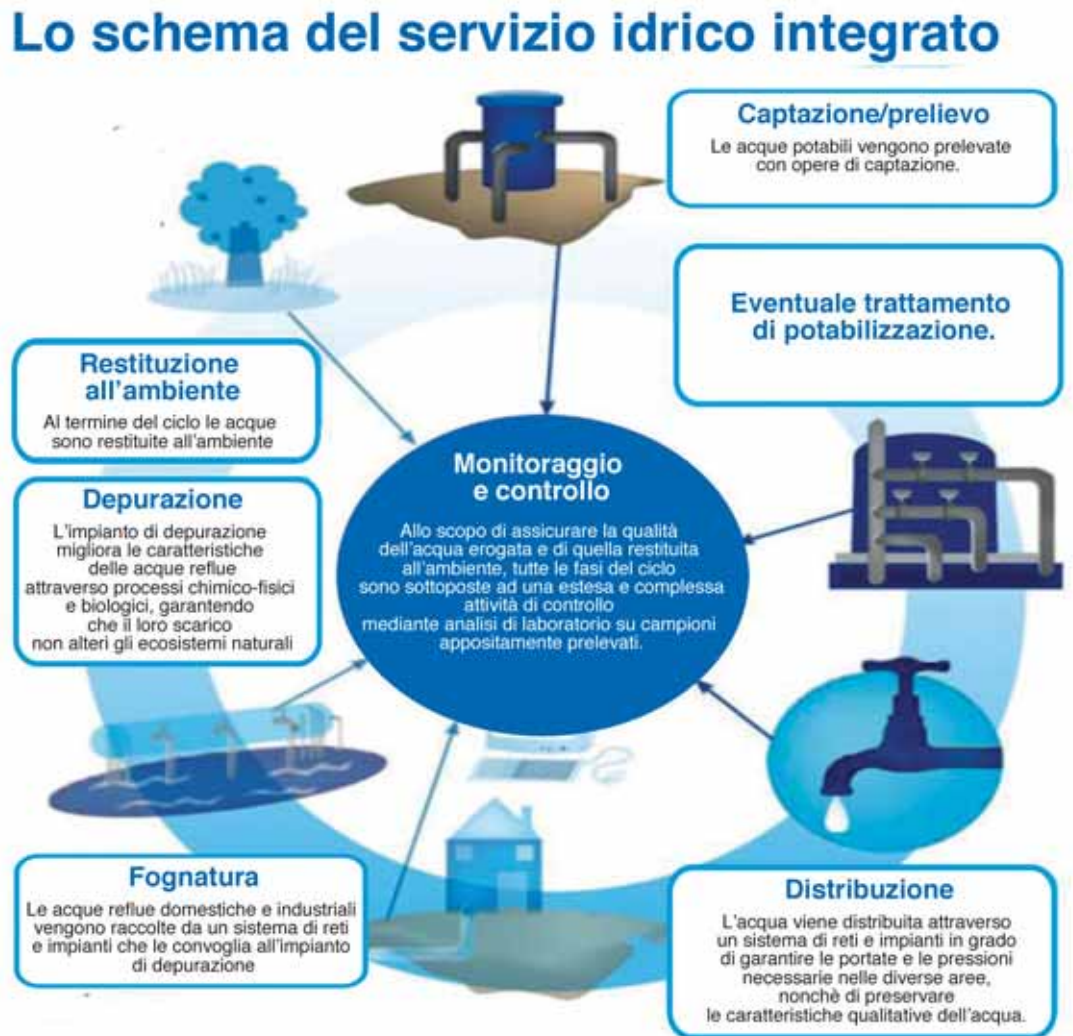 Lo schema del servizio idrico integrato
Captazione/prelievo
Le acque potabili vengono prelevate
con opere di captazione.
Eventuale trattamento
di potabilizzazione.
Restituzione
all'ambiente
Al termine del ciclo le acque
sono restituite all'ambiente
Monitoraggio
e controllo
Allo scopo di assicurare la qualità
dell'acqua erogata e di quella restituita
all'ambiente, tutte le fasi del ciclo
sono sottoposte ad una estesa e complessa
attività di controllo
mediante analisi di laboratorio su campioni
appositamente prelevati.
Depurazione
L'impianto di depurazione
migliora le caratteristiche
delle acque reflue
attraverso processi chimico-fisici
e biologici, garantendo
che il loro scarico
non alteri gli ecosistemi naturali
Fognatura
Le acque reflue domestiche e industriali
vengono raccolte da un sistema di reti
e impianti che le convoglia all'impianto
di depurazione
Distribuzione
L'acqua viene distribuita attraverso
un sistema di reti e impianti in grado
di garantire le portate e le pressioni
necessarie nelle diverse aree,
nonchè di preservare
le caratteristiche qualitative dell'acqua.